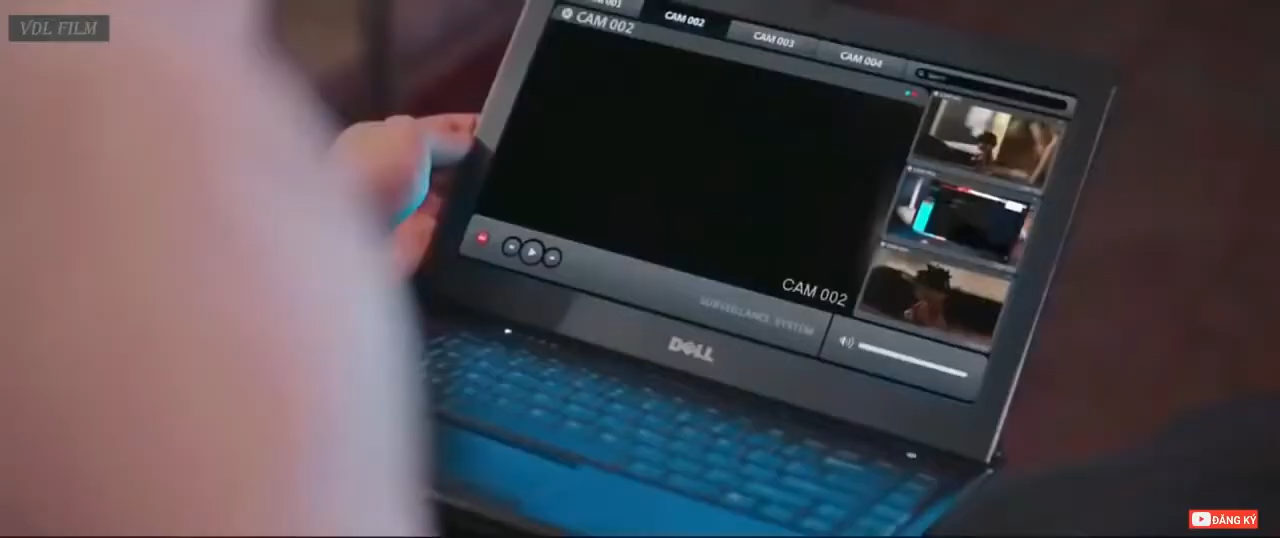 VDL FILM
CAM 002
CAM 003
CAM 004
CAM 002
CAM 002
SURVEILLANCE SYSTEM
DELL
ĐĂNG KÝ